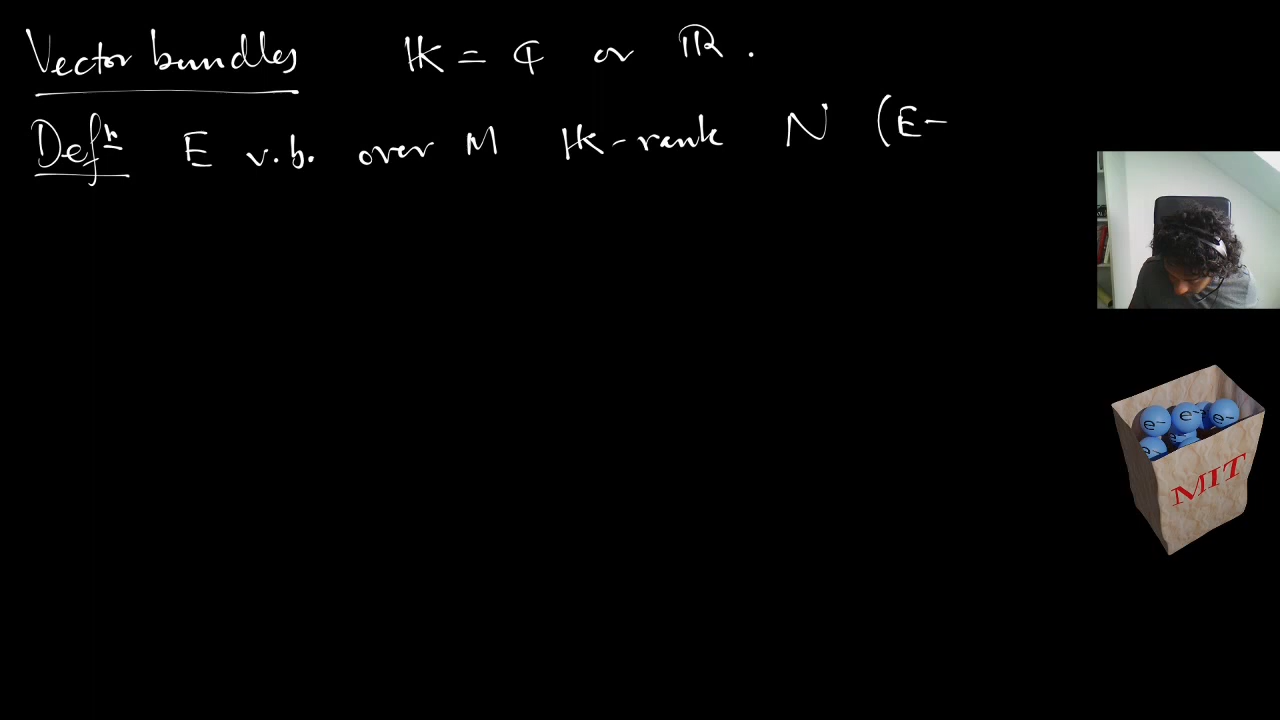 Vector bundles 𝕂 = ℂ or ℝ.
Defⁿ E v.b. over M 𝕂-rank N (E-
e⁻ e⁻ e⁻
e⁻ e⁻
MIT